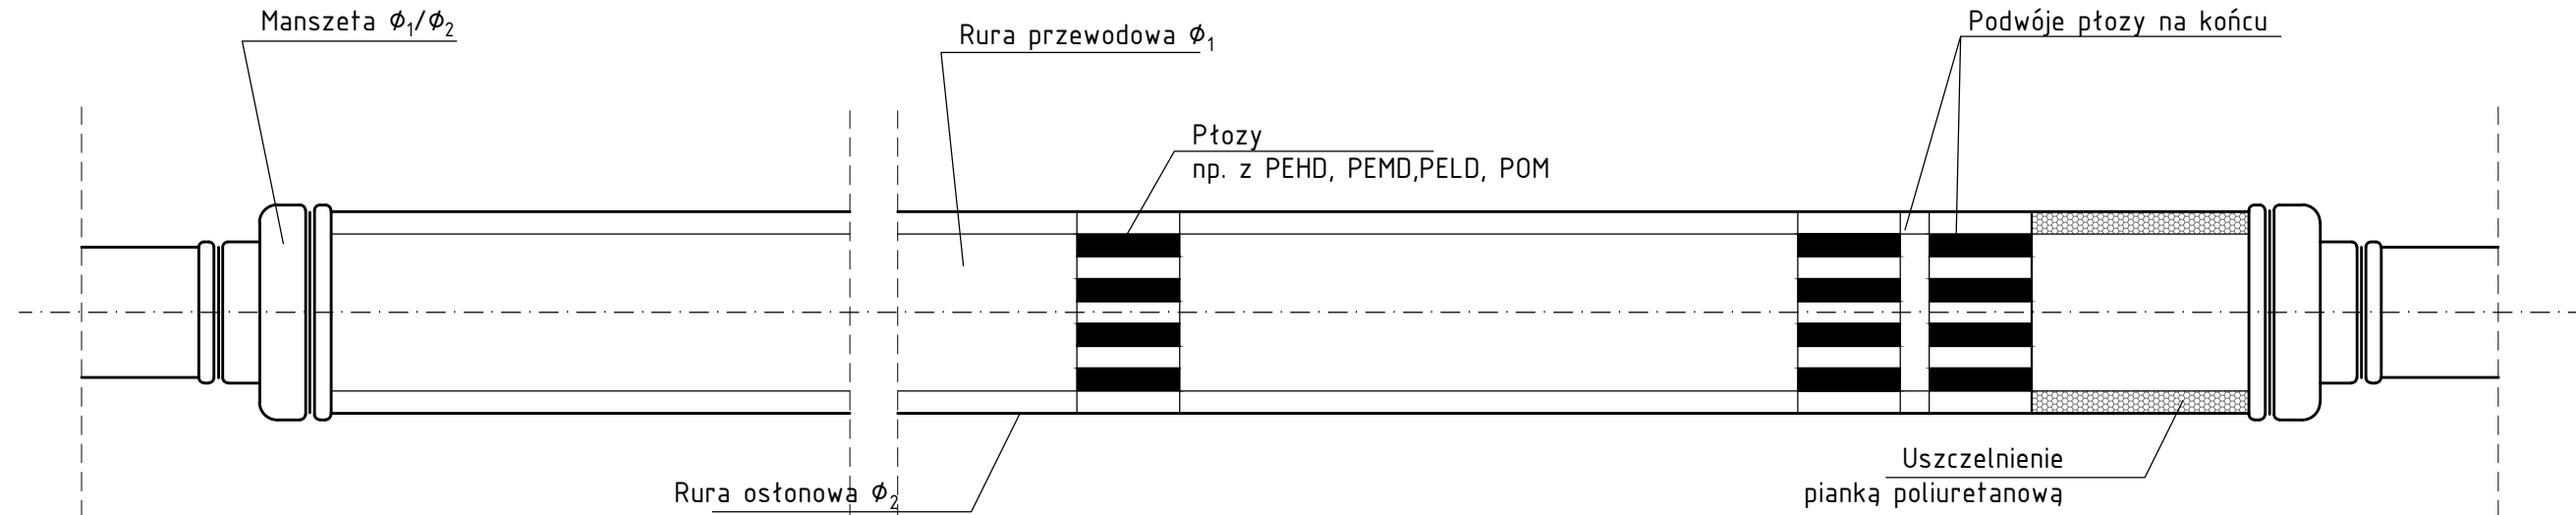 Manszeta ϕ₁/ϕ₂
Rura przewodowa ϕ₁
Podwóje płozy na końcu
Płozy
np. z PEHD, PEMD,PELD, POM
Rura osłonowa ϕ₂
Uszczelnienie
pianką poliuretanową